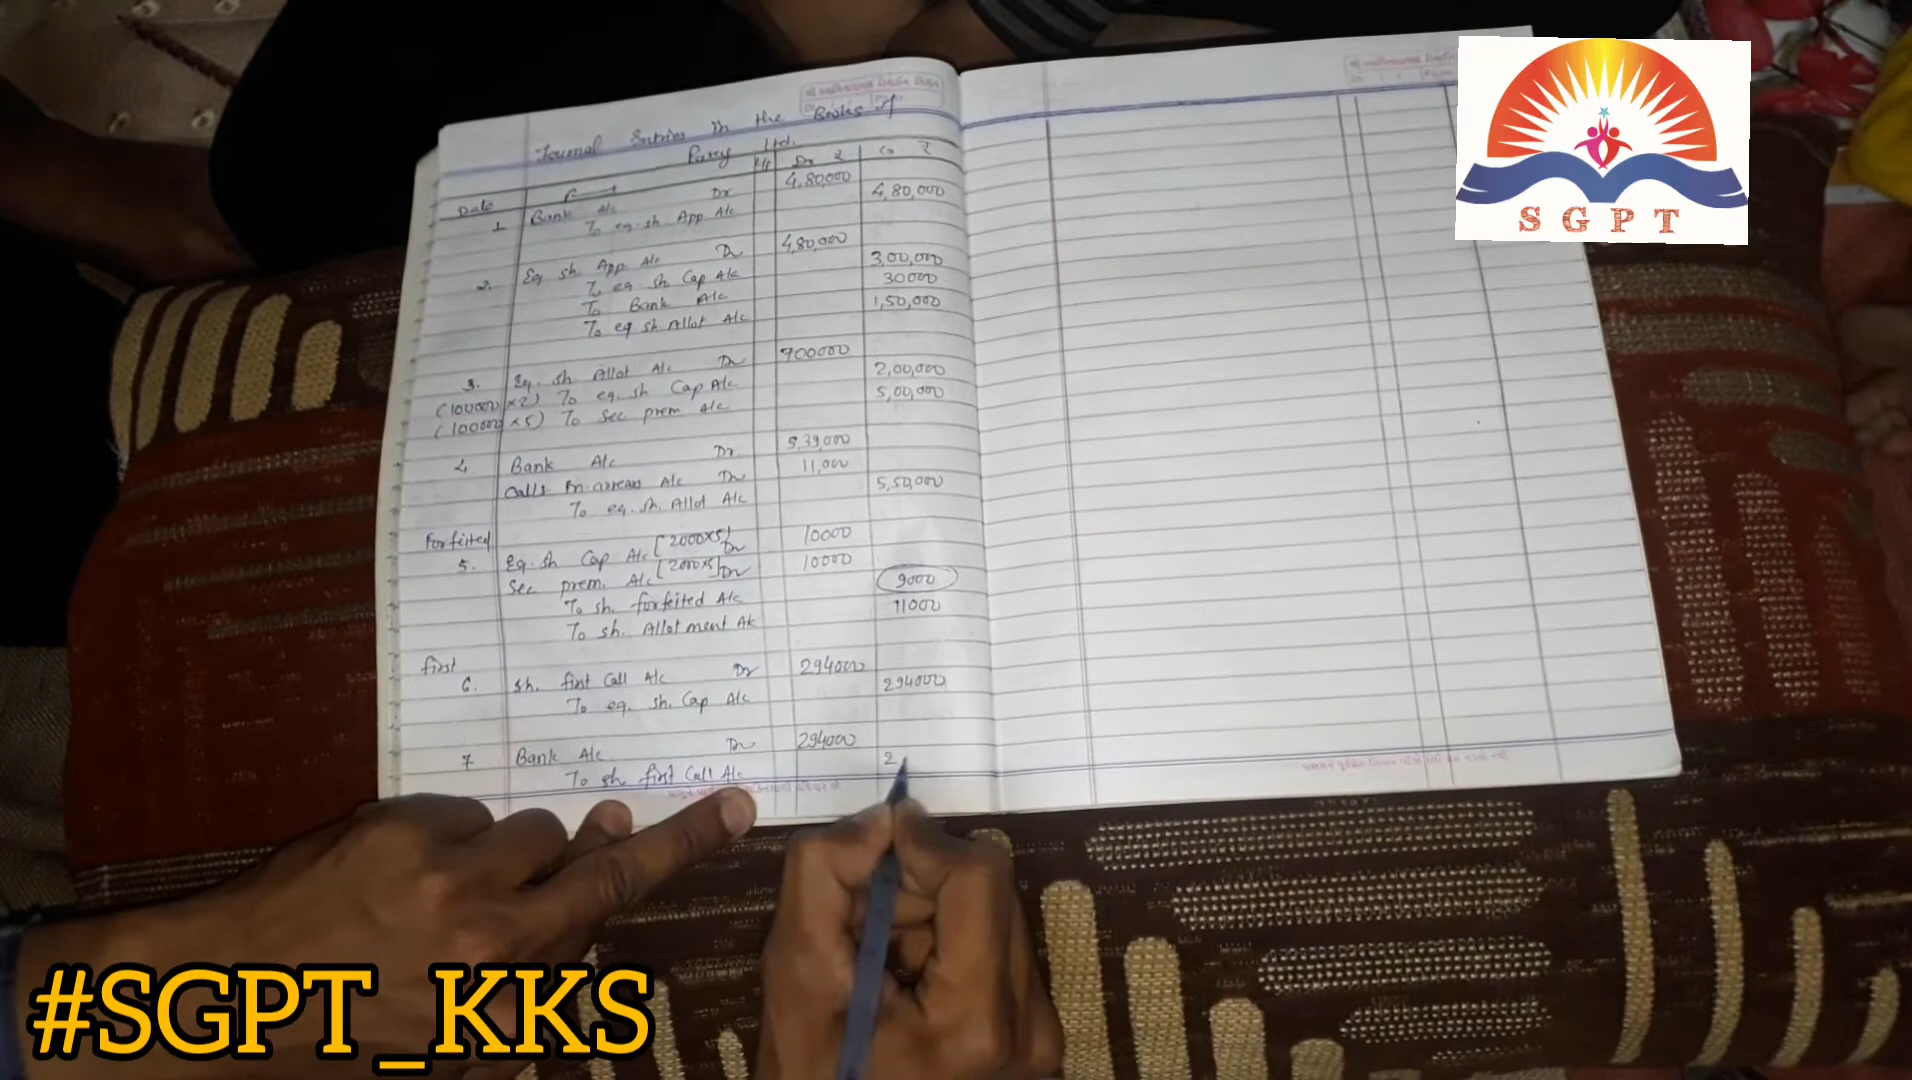 Journal Entries in the Books of
Parry Ltd.
Date Dr ₹ Cr ₹
1 Bank A/c Dr 4,80,000
To eq. sh App A/c 4,80,000
2. Eq sh App A/c Dr 4,80,000
To eq. sh. Cap A/c 3,00,000
To Bank A/c 30000
To eq sh. Allot A/c 1,50,000
3. Eq. sh. Allot A/c Dr 700000
(100000 × 2) To eq. sh Cap A/c 2,00,000
(100000 × 5) To Sec prem A/c 5,00,000
4. Bank A/c Dr. 5,39,000
Calls in arrears A/c Dr 11,000
To eq. sh. Allot A/c 5,50,000
Forfeited
5. Eq. sh Cap A/c [2000×5] Dr 10000
Sec prem. A/c [2000×5] Dr 10000
To sh. forfeited A/c 9000
To sh. Allotment A/c 11000
first
6. Sh. first Call A/c Dr 294000
To eq. sh. Cap A/c 294000
7 Bank A/c Dr 294000
To sh first Call A/c 2
SGPT
#SGPT_KKS